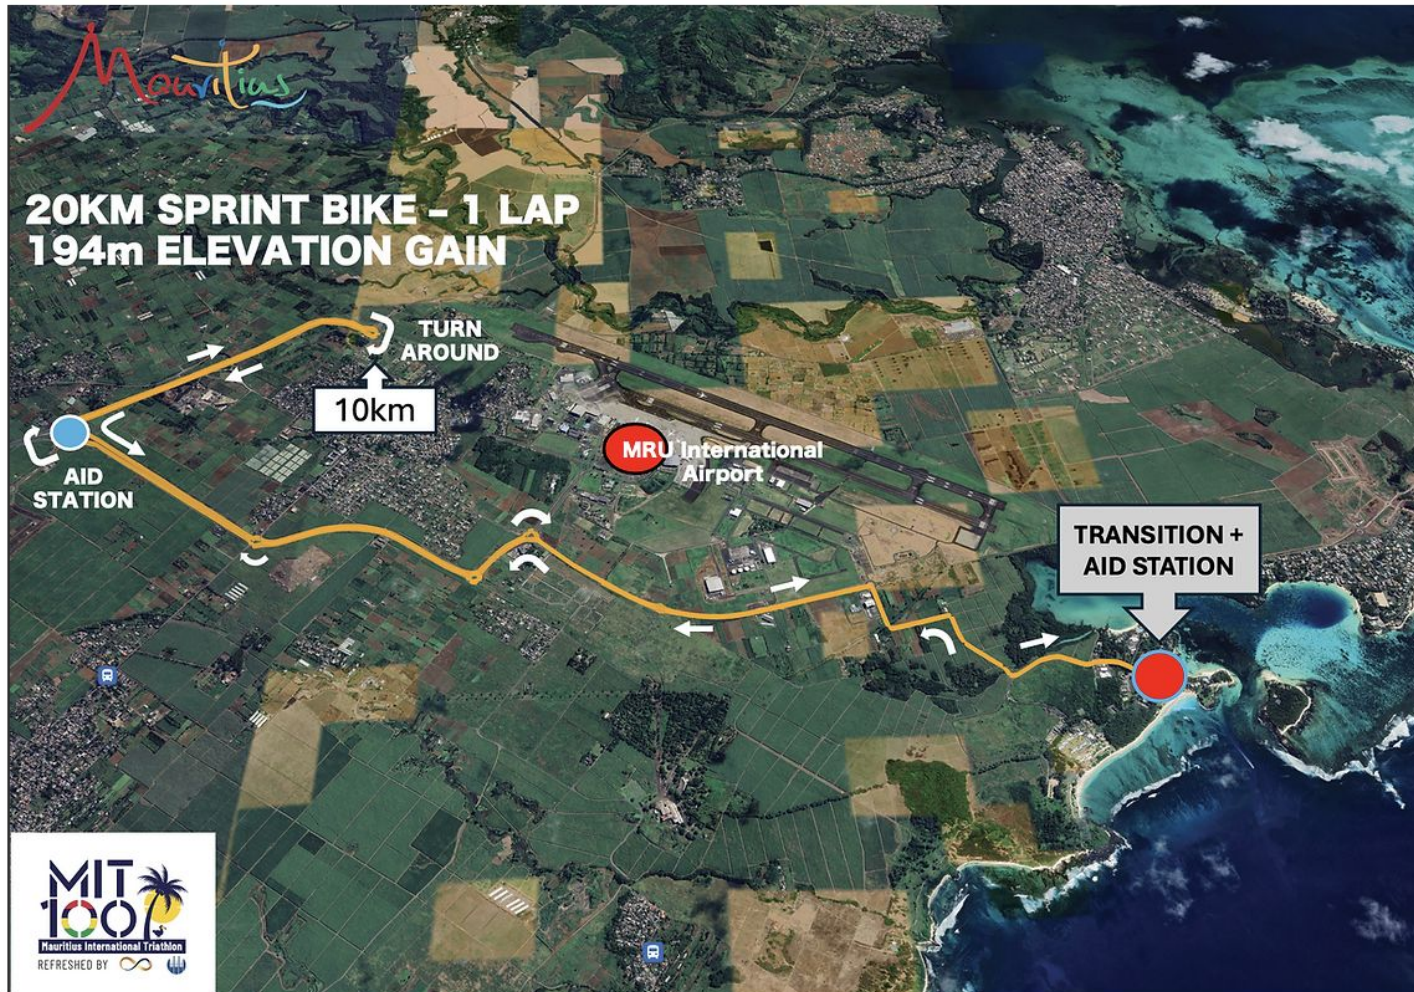 Mauritius
20KM SPRINT BIKE – 1 LAP
194m ELEVATION GAIN
TURN
AROUND
10km
MRU International
Airport
AID
STATION
TRANSITION +
AID STATION
MIT
100
Mauritius International Triathlon
REFRESHED BY